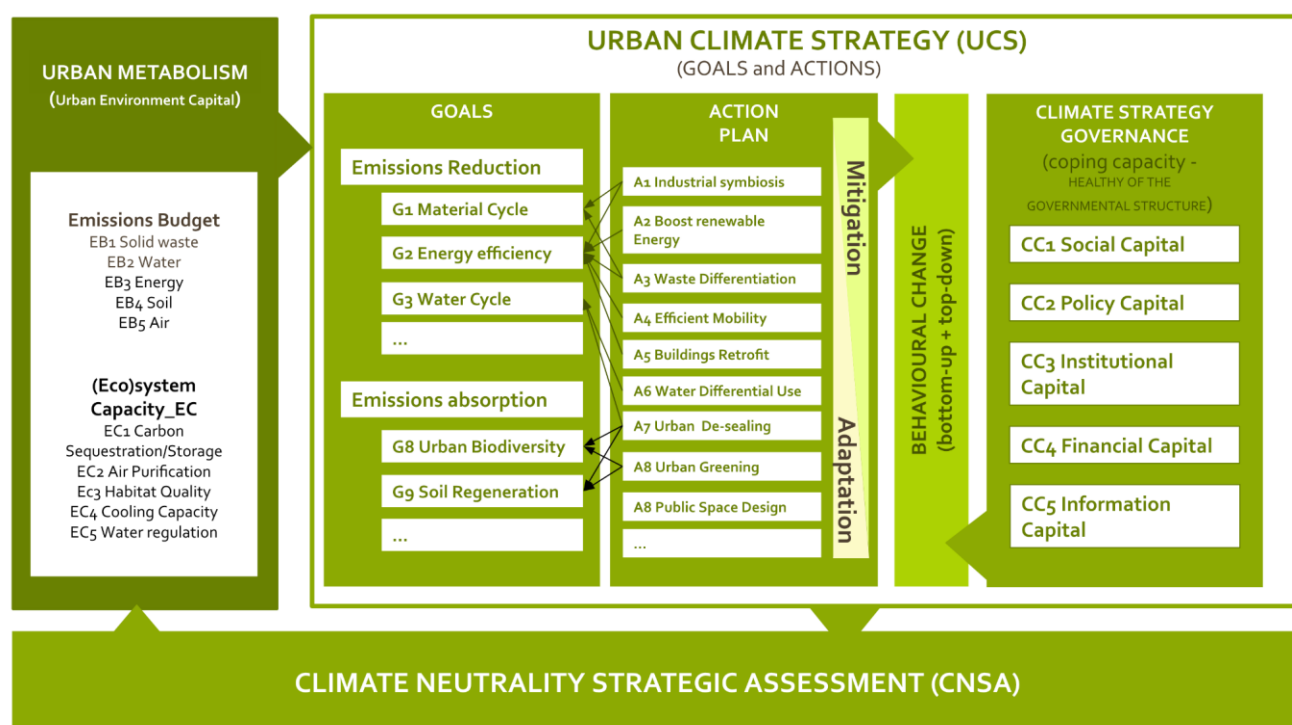 URBAN METABOLISM
(Urban Environment Capital)
Emissions Budget
EB1 Solid waste
EB2 Water
EB3 Energy
EB4 Soil
EB5 Air
(Eco)system
Capacity_EC
EC1 Carbon
Sequestration/Storage
EC2 Air Purification
Ec3 Habitat Quality
EC4 Cooling Capacity
EC5 Water regulation
URBAN CLIMATE STRATEGY (UCS)
(GOALS and ACTIONS)
GOALS
Emissions Reduction
G1 Material Cycle
G2 Energy efficiency
G3 Water Cycle
...
Emissions absorption
G8 Urban Biodiversity
G9 Soil Regeneration
...
ACTION
PLAN
A1 Industrial symbiosis
A2 Boost renewable
Energy
A3 Waste Differentiation
A4 Efficient Mobility
A5 Buildings Retrofit
A6 Water Differential Use
A7 Urban De-sealing
A8 Urban Greening
A8 Public Space Design
...
Mitigation
Adaptation
BEHAVIOURAL CHANGE
(bottom-up + top-down)
CLIMATE STRATEGY
GOVERNANCE
(coping capacity -
HEALTHY OF THE
GOVERNMENTAL STRUCTURE)
CC1 Social Capital
CC2 Policy Capital
CC3 Institutional
Capital
CC4 Financial Capital
CC5 Information
Capital
CLIMATE NEUTRALITY STRATEGIC ASSESSMENT (CNSA)